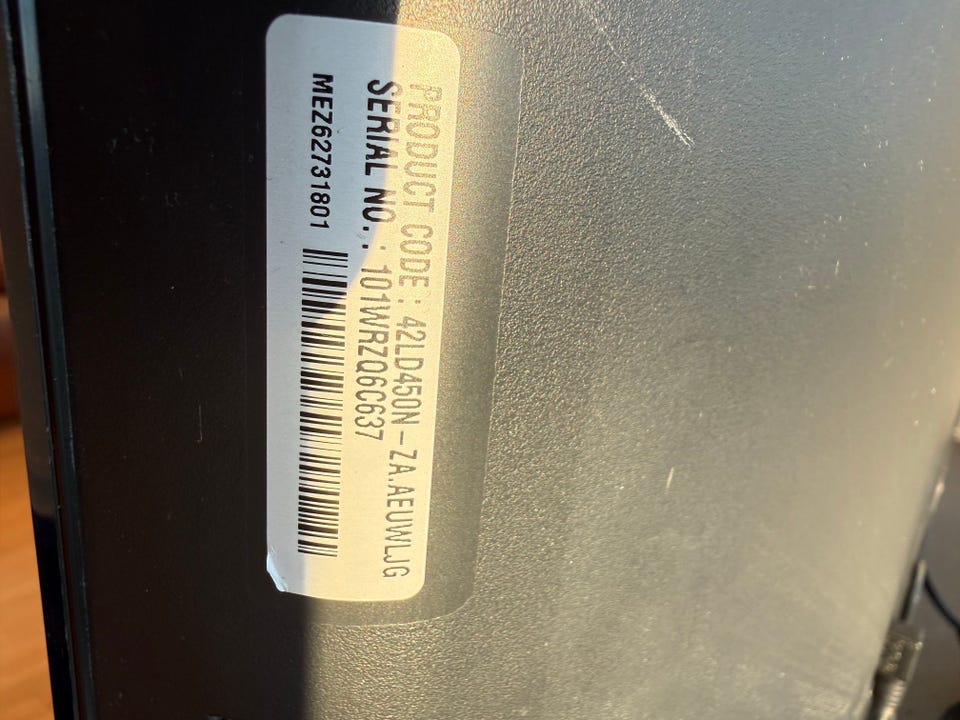 PRODUCT CODE : 42LD450N-ZA.AEUWLJG
SERIAL NO. : 101WRZQ6C637
MEZ62731801